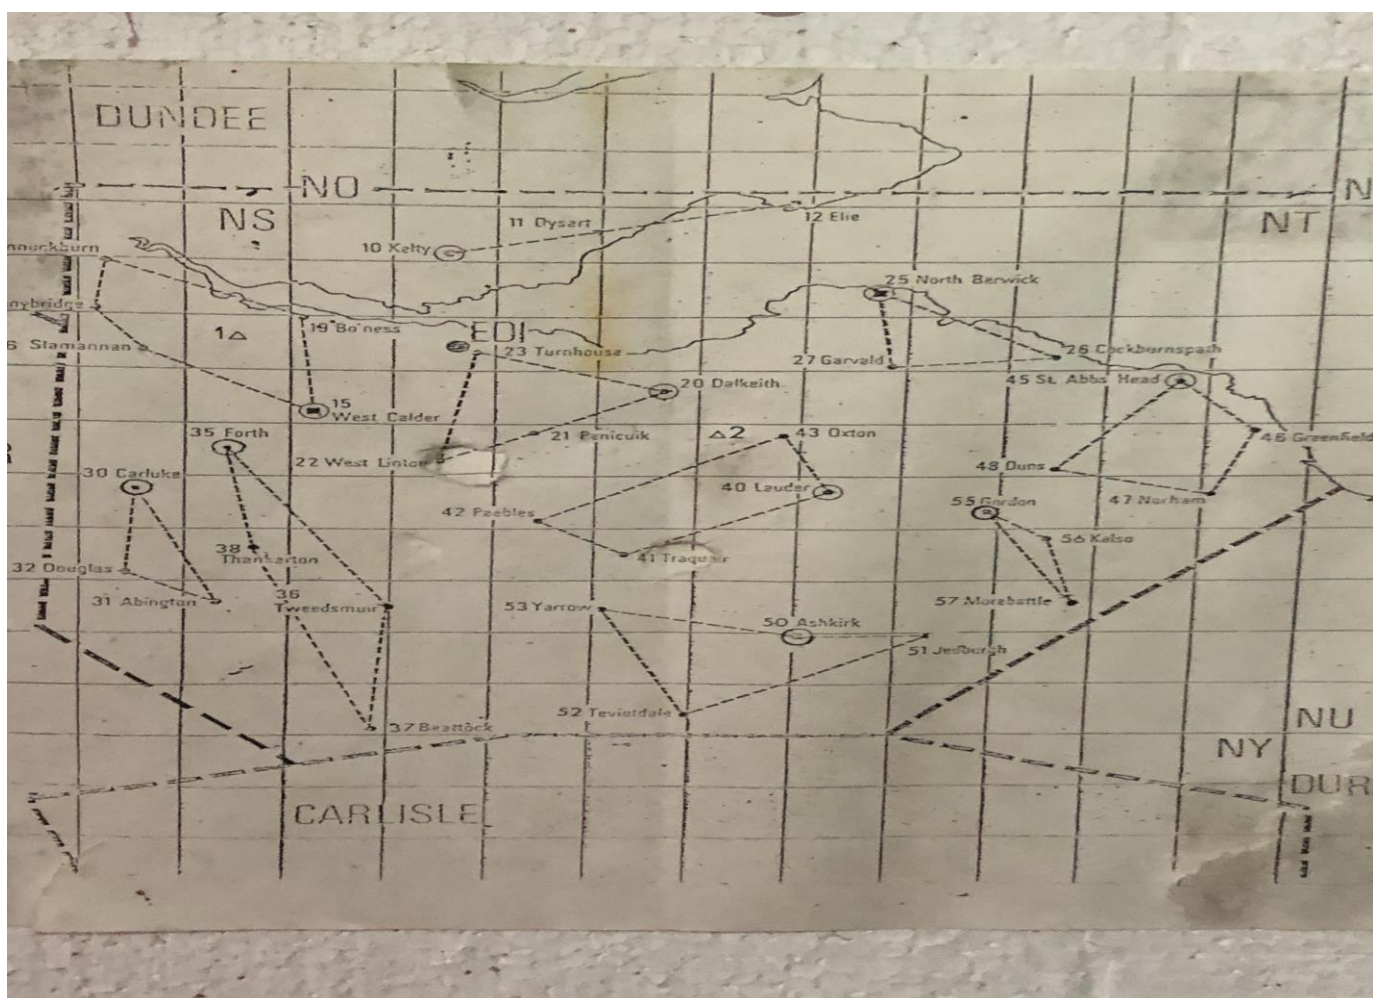 DUNDEE
NO
N
NS
NT
11 Dysart
12 Elie
10 Kelty
25 North Berwick
1
19 Bo'ness
EDI
23 Turnhouse
27 Garvald
26 Cockburnspath
6 Slamannan
45 St. Abbs Head
20 Dalkeith
15
West Calder
35 Forth
21 Penicuik
2
43 Oxton
46 Greenfield
22 West Linton
30 Carluke
48 Duns
40 Lauder
47 Norham
55 Gordon
42 Peebles
56 Kelso
38
Thankerton
41 Traquair
32 Douglas
31 Abington
36
Tweedsmuir
53 Yarrow
57 Morebattle
50 Ashkirk
51 Jedburgh
52 Teviotdale
37 Beattock
NU
NY
DUR
CARLISLE